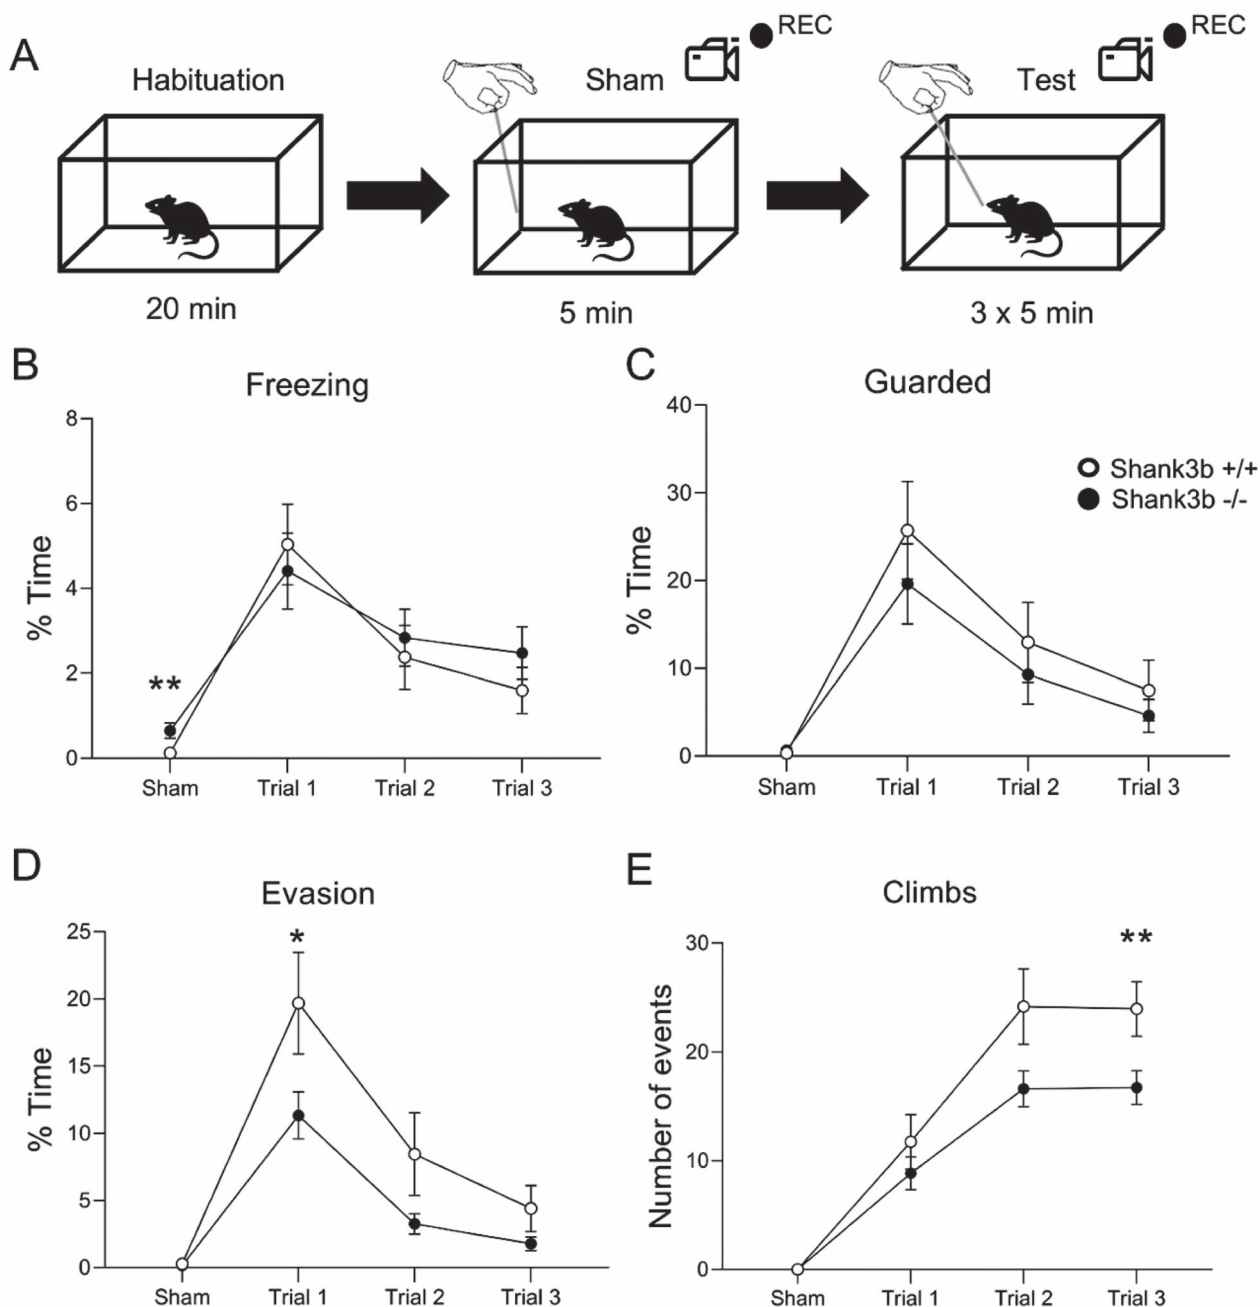 A
Habituation
Sham
REC
Test
REC
20 min
5 min
3 x 5 min
B
Freezing
% Time
8
6
4
2
0
**
Sham
Trial 1
Trial 2
Trial 3
C
Guarded
% Time
40
30
20
10
0
Shank3b +/+
Shank3b -/-
Sham
Trial 1
Trial 2
Trial 3
D
Evasion
% Time
25
20
15
10
5
0
*
Sham
Trial 1
Trial 2
Trial 3
E
Climbs
Number of events
30
20
10
0
**
Sham
Trial 1
Trial 2
Trial 3